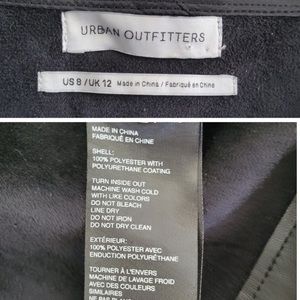 URBAN OUTFITTERS
US 8 / UK 12 Made in China / Fabriqué en Chine
MADE IN CHINA
FABRIQUÉ EN CHINE
SHELL:
100% POLYESTER WITH
POLYURETHANE COATING
TURN INSIDE OUT
MACHINE WASH COLD
WITH LIKE COLORS
DO NOT BLEACH
LINE DRY
DO NOT IRON
DO NOT DRY CLEAN
EXTÉRIEUR:
100% POLYESTER AVEC
ENDUCTION POLYURÉTHANE
TOURNER À L'ENVERS
MACHINE DE LAVAGE FROID
AVEC DES COULEURS
SIMILAIRES
NE PAS BLANCHIR